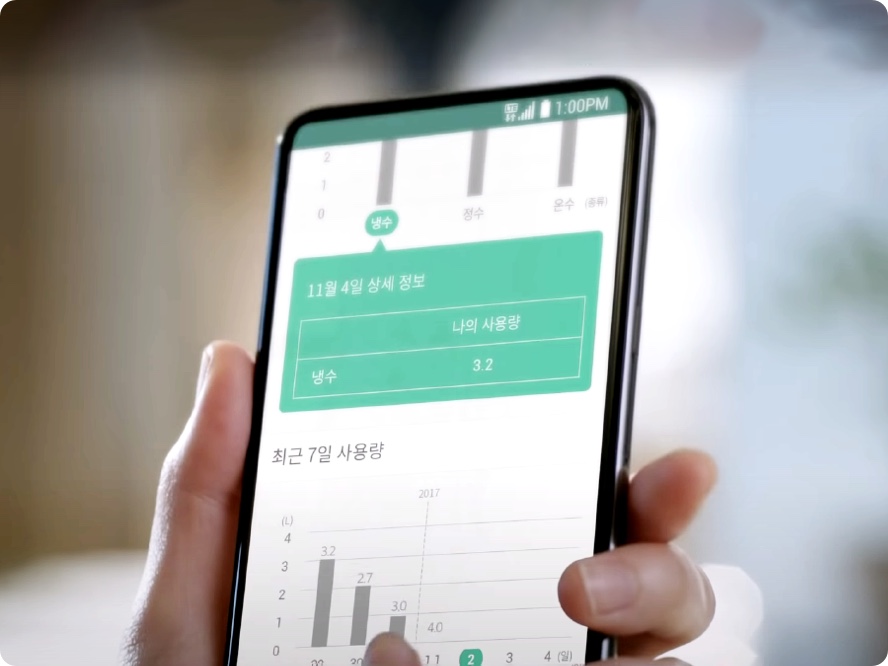 LTE 1:00PM
2
1
0
냉수 정수 온수 (종류)
11월 4일 상세 정보
나의 사용량
냉수 3.2
최근 7일 사용량
2017
(L)
4
3.2
3
2.7
2
3.0
1
4.0
0
1 1 2 3 4 (일)